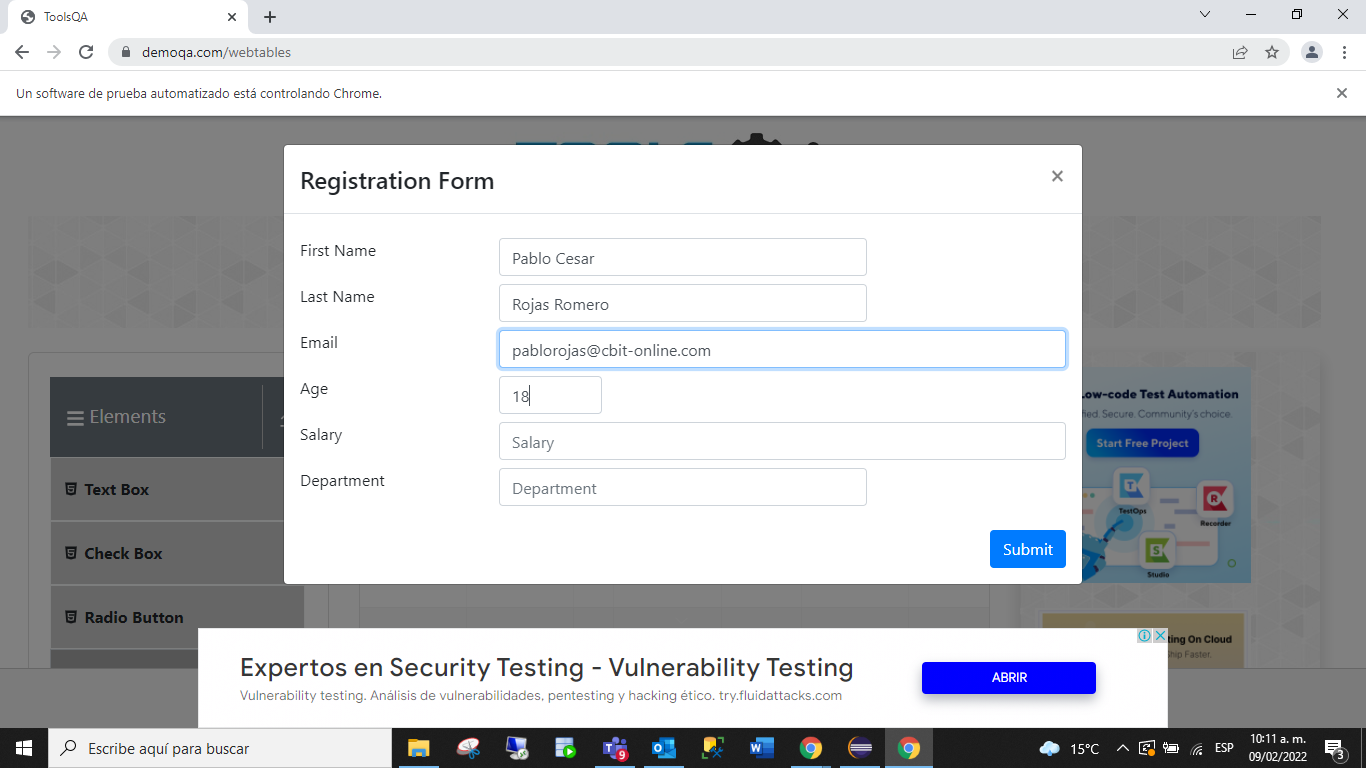 ToolsQA
demoqa.com/webtables
Un software de prueba automatizado está controlando Chrome.
Registration Form
First Name
Pablo Cesar
Last Name
Rojas Romero
Email
pablorojas@cbit-online.com
Age
18
Salary
Salary
Department
Department
Submit
Elements
Text Box
Check Box
Radio Button
ow-code Test Automation
fied. Secure. Community's choice.
Start Free Project
TestOps
Recorder
Studio
ting On Cloud
Ship Faster.
Expertos en Security Testing - Vulnerability Testing
Vulnerability testing. Análisis de vulnerabilidades, pentesting y hacking ético. try.fluidattacks.com
ABRIR
Escribe aquí para buscar
9
15°C
ESP
10:11 a. m.
09/02/2022
3